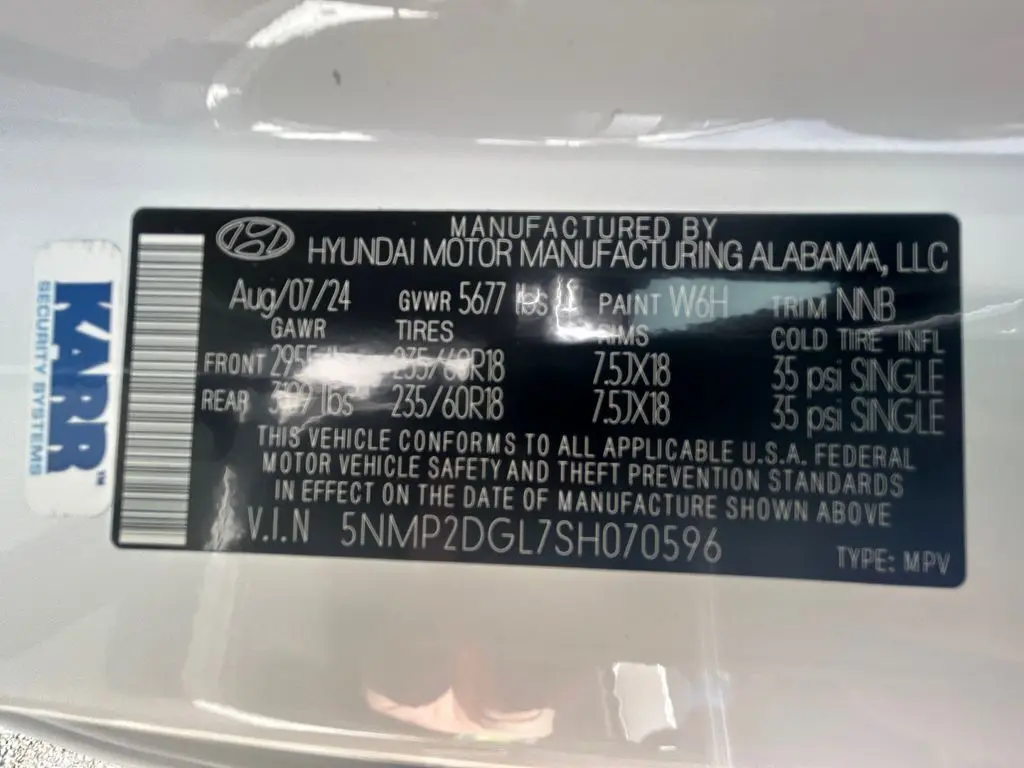 KARR™
SECURITY SYSTEMS
MANUFACTURED BY
HYUNDAI MOTOR MANUFACTURING ALABAMA, LLC
Aug/07/24 GVWR 5677 lbs PAINT W6H TRIM NNB
GAWR TIRES RIMS COLD TIRE INFL
FRONT 235/60R18 7.5JX18 35 psi SINGLE
REAR lbs 235/60R18 7.5JX18 35 psi SINGLE
THIS VEHICLE CONFORMS TO ALL APPLICABLE U.S.A. FEDERAL
MOTOR VEHICLE SAFETY AND THEFT PREVENTION STANDARDS
IN EFFECT ON THE DATE OF MANUFACTURE SHOWN ABOVE
V.I.N 5NMP2DGL7SH070596
TYPE: MPV